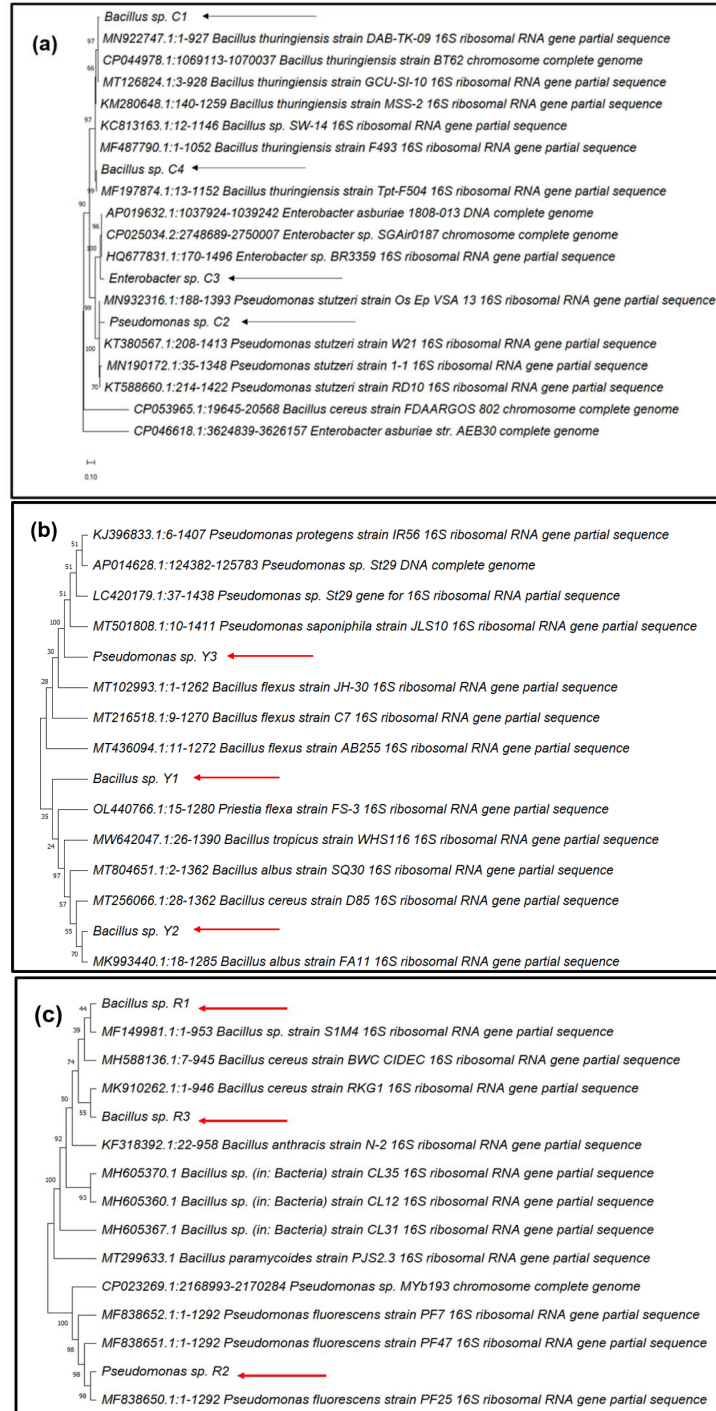 (a)
Bacillus sp. C1
97
MN922747.1:1-927 Bacillus thuringiensis strain DAB-TK-09 16S ribosomal RNA gene partial sequence
CP044978.1:1069113-1070037 Bacillus thuringiensis strain BT62 chromosome complete genome
66
MT126824.1:3-928 Bacillus thuringiensis strain GCU-SI-10 16S ribosomal RNA gene partial sequence
KM280648.1:140-1259 Bacillus thuringiensis strain MSS-2 16S ribosomal RNA gene partial sequence
97
KC813163.1:12-1146 Bacillus sp. SW-14 16S ribosomal RNA gene partial sequence
MF487790.1:1-1052 Bacillus thuringiensis strain F493 16S ribosomal RNA gene partial sequence
Bacillus sp. C4
99
MF197874.1:13-1152 Bacillus thuringiensis strain Tpt-F504 16S ribosomal RNA gene partial sequence
90
AP019632.1:1037924-1039242 Enterobacter asburiae 1808-013 DNA complete genome
96
CP025034.2:2748689-2750007 Enterobacter sp. SGAir0187 chromosome complete genome
100
HQ677831.1:170-1496 Enterobacter sp. BR3359 16S ribosomal RNA gene partial sequence
Enterobacter sp. C3
MN932316.1:188-1393 Pseudomonas stutzeri strain Os Ep VSA 13 16S ribosomal RNA gene partial sequence
99
Pseudomonas sp. C2
KT380567.1:208-1413 Pseudomonas stutzeri strain W21 16S ribosomal RNA gene partial sequence
100
MN190172.1:35-1348 Pseudomonas stutzeri strain 1-1 16S ribosomal RNA gene partial sequence
70
KT588660.1:214-1422 Pseudomonas stutzeri strain RD10 16S ribosomal RNA gene partial sequence
CP053965.1:19645-20568 Bacillus cereus strain FDAARGOS 802 chromosome complete genome
CP046618.1:3624839-3626157 Enterobacter asburiae str. AEB30 complete genome
0.10
(b)
KJ396833.1:6-1407 Pseudomonas protegens strain IR56 16S ribosomal RNA gene partial sequence
51
AP014628.1:124382-125783 Pseudomonas sp. St29 DNA complete genome
51
LC420179.1:37-1438 Pseudomonas sp. St29 gene for 16S ribosomal RNA partial sequence
51
MT501808.1:10-1411 Pseudomonas saponiphila strain JLS10 16S ribosomal RNA gene partial sequence
100
Pseudomonas sp. Y3
30
MT102993.1:1-1262 Bacillus flexus strain JH-30 16S ribosomal RNA gene partial sequence
28
MT216518.1:9-1270 Bacillus flexus strain C7 16S ribosomal RNA gene partial sequence
MT436094.1:11-1272 Bacillus flexus strain AB255 16S ribosomal RNA gene partial sequence
Bacillus sp. Y1
35
OL440766.1:15-1280 Priestia flexa strain FS-3 16S ribosomal RNA gene partial sequence
24
MW642047.1:26-1390 Bacillus tropicus strain WHS116 16S ribosomal RNA gene partial sequence
97
MT804651.1:2-1362 Bacillus albus strain SQ30 16S ribosomal RNA gene partial sequence
57
MT256066.1:28-1362 Bacillus cereus strain D85 16S ribosomal RNA gene partial sequence
55
Bacillus sp. Y2
70
MK993440.1:18-1285 Bacillus albus strain FA11 16S ribosomal RNA gene partial sequence
(c)
Bacillus sp. R1
44
MF149981.1:1-953 Bacillus sp. strain S1M4 16S ribosomal RNA gene partial sequence
39
MH588136.1:7-945 Bacillus cereus strain BWC CIDEC 16S ribosomal RNA gene partial sequence
74
MK910262.1:1-946 Bacillus cereus strain RKG1 16S ribosomal RNA gene partial sequence
50
55
Bacillus sp. R3
92
KF318392.1:22-958 Bacillus anthracis strain N-2 16S ribosomal RNA gene partial sequence
MH605370.1 Bacillus sp. (in: Bacteria) strain CL35 16S ribosomal RNA gene partial sequence
100
93
MH605360.1 Bacillus sp. (in: Bacteria) strain CL12 16S ribosomal RNA gene partial sequence
MH605367.1 Bacillus sp. (in: Bacteria) strain CL31 16S ribosomal RNA gene partial sequence
MT299633.1 Bacillus paramycoides strain PJS2.3 16S ribosomal RNA gene partial sequence
CP023269.1:2168993-2170284 Pseudomonas sp. MYb193 chromosome complete genome
MF838652.1:1-1292 Pseudomonas fluorescens strain PF7 16S ribosomal RNA gene partial sequence
100
MF838651.1:1-1292 Pseudomonas fluorescens strain PF47 16S ribosomal RNA gene partial sequence
98
Pseudomonas sp. R2
98
MF838650.1:1-1292 Pseudomonas fluorescens strain PF25 16S ribosomal RNA gene partial sequence